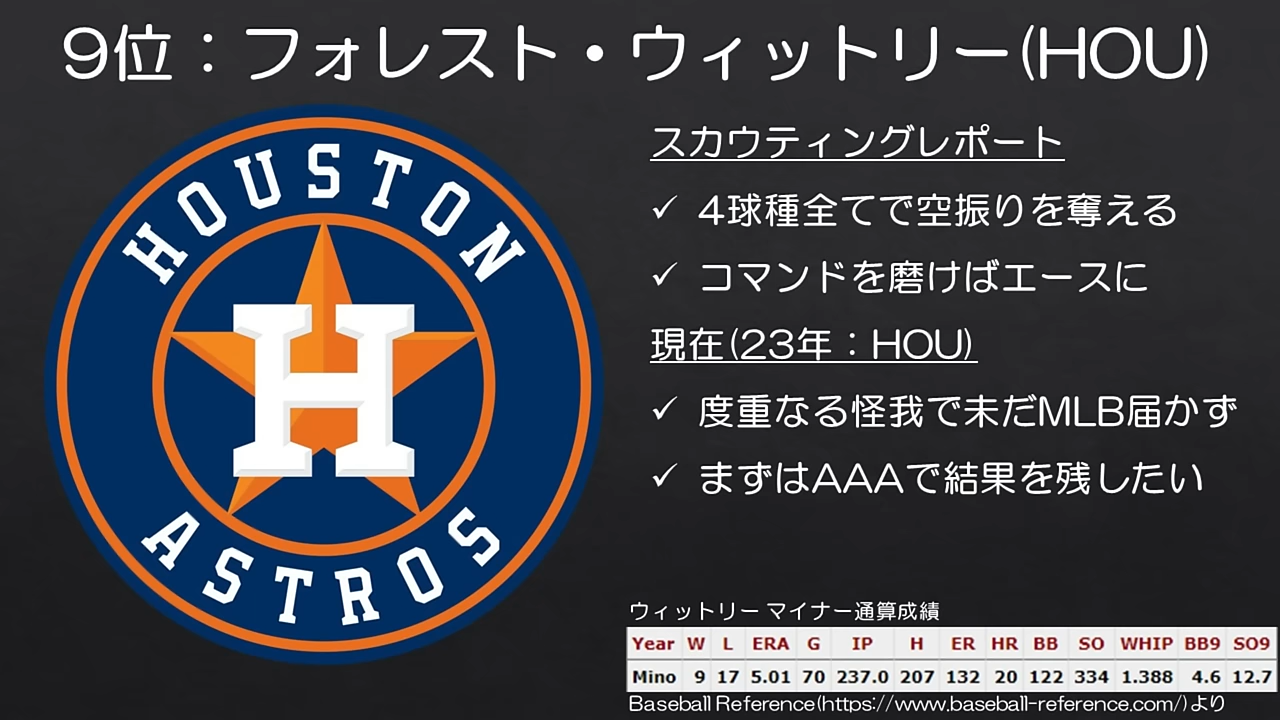 9位：フォレスト・ウィットリー(HOU)
HOUSTON
H
ASTROS
スカウティングレポート
✓ 4球種全てで空振りを奪える
✓ コマンドを磨けばエースに
現在(23年：HOU)
✓ 度重なる怪我で未だMLB届かず
✓ まずはAAAで結果を残したい
ウィットリー マイナー通算成績
Year W L ERA G IP H ER HR BB SO WHIP BB9 SO9
Mino 9 17 5.01 70 237.0 207 132 20 122 334 1.388 4.6 12.7
Baseball Reference(https://www.baseball-reference.com/)より